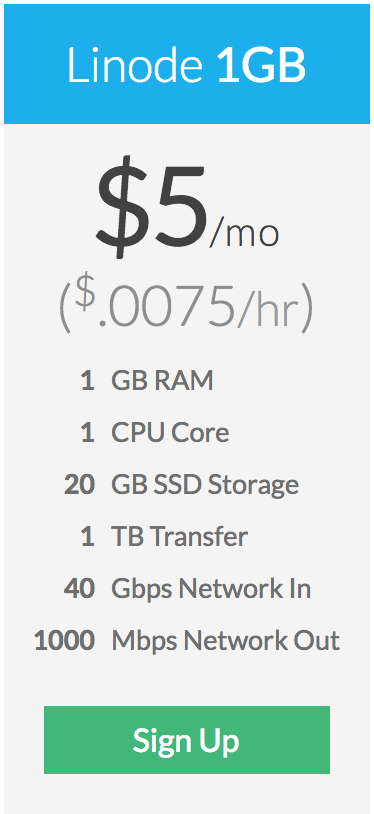 Linode 1GB
$5/mo
($.0075/hr)
1 GB RAM
1 CPU Core
20 GB SSD Storage
1 TB Transfer
40 Gbps Network In
1000 Mbps Network Out
Sign Up